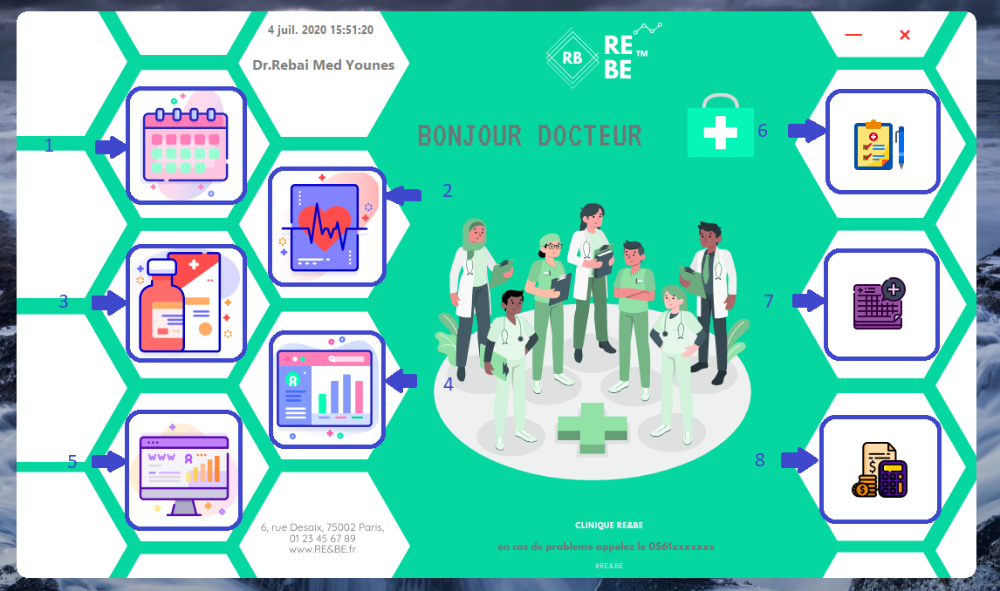 4 juil. 2020 15:51:20
Dr.Rebai Med Younes
RB
RE
BE
TM
BONJOUR DOCTEUR
1
2
3
4
5
6
7
8
WWW
$
$
6, rue Desaix, 75002 Paris,
01 23 45 67 89
www.RE&BE.fr
CLINIQUE RE&BE
en cas de probleme appelez le 0561xxxxxxx
#RE&BE